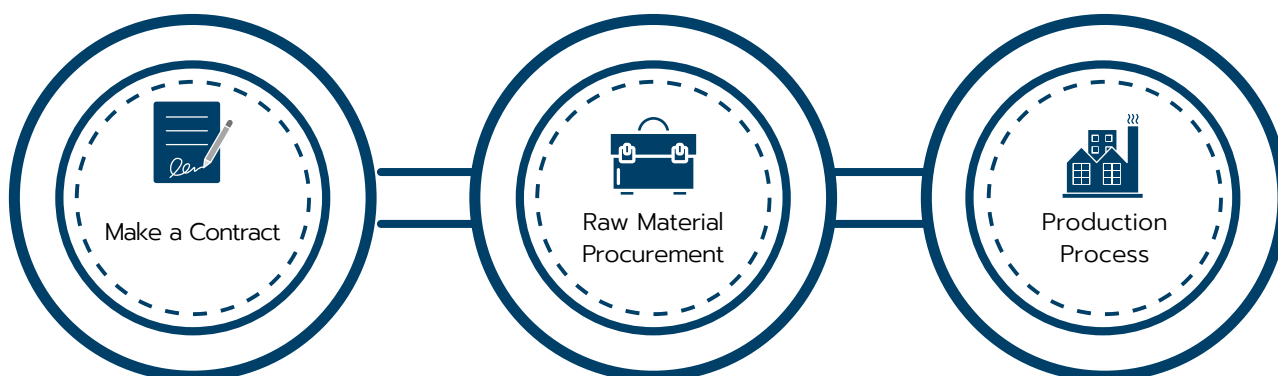 Make a Contract
Raw Material
Procurement
Production
Process